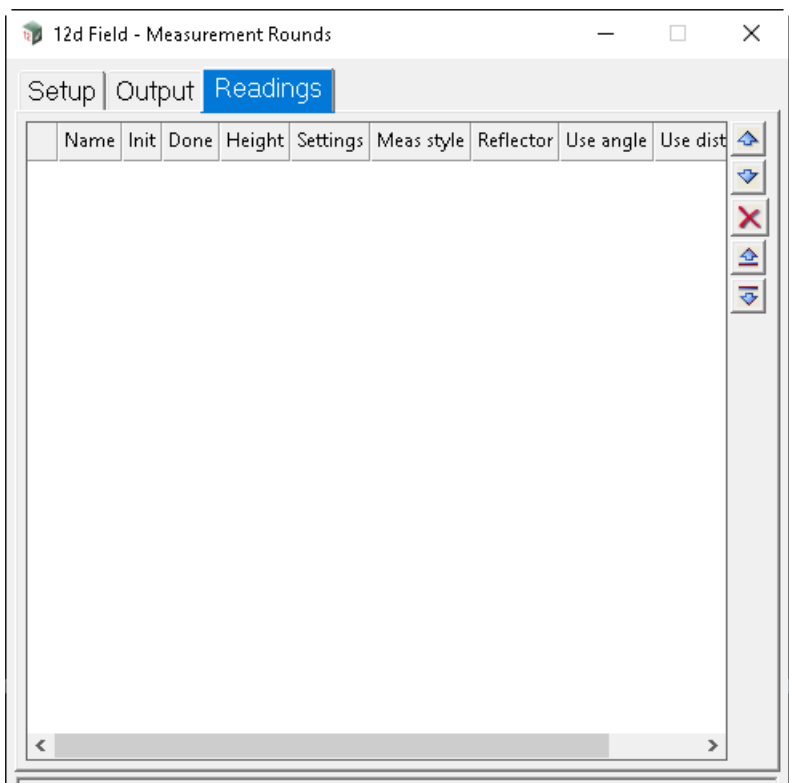 12d Field - Measurement Rounds
Setup Output Readings
Name Init Done Height Settings Meas style Reflector Use angle Use dist